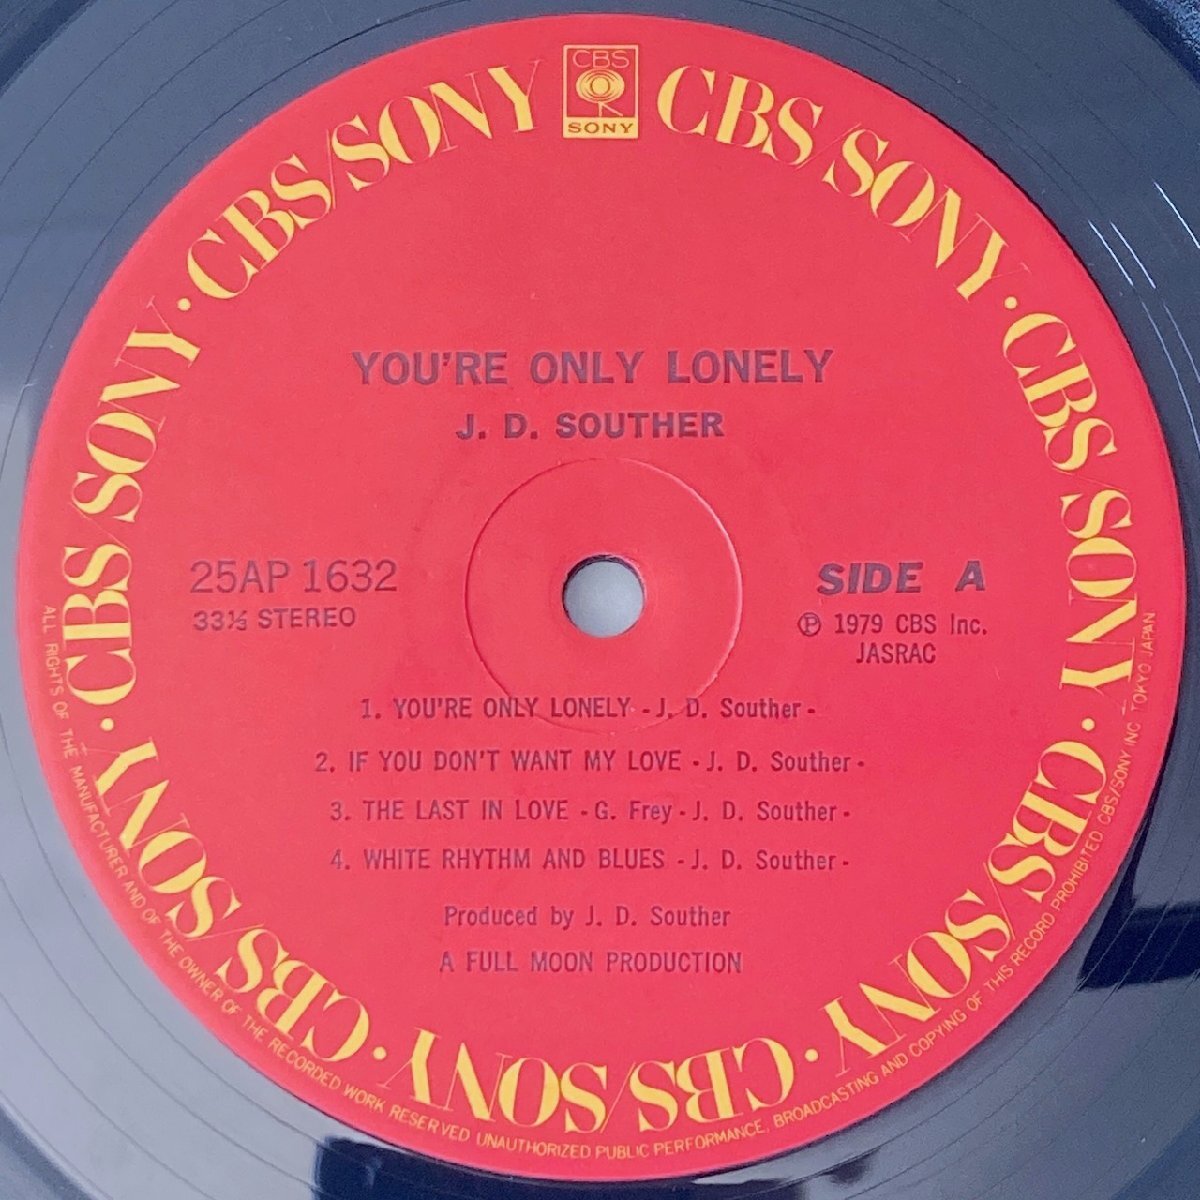 CBS
SONY
CBS/SONY · CBS/SONY · CBS/SONY · CBS/SONY · CBS/SONY · CBS/SONY · CBS/SONY · CBS/SONY
YOU'RE ONLY LONELY
J. D. SOUTHER
25AP 1632
33⅓ STEREO
SIDE A
Ⓟ 1979 CBS Inc.
JASRAC
1. YOU'RE ONLY LONELY - J. D. Souther -
2. IF YOU DON'T WANT MY LOVE - J. D. Souther -
3. THE LAST IN LOVE - G. Frey - J. D. Souther -
4. WHITE RHYTHM AND BLUES - J. D. Souther -
Produced by J. D. Souther
A FULL MOON PRODUCTION
ALL RIGHTS OF THE MANUFACTURER AND OF THE OWNER OF THE RECORDED WORK RESERVED UNAUTHORIZED PUBLIC PERFORMANCE, BROADCASTING AND COPYING OF THIS RECORD PROHIBITED CBS/SONY INC TOKYO JAPAN